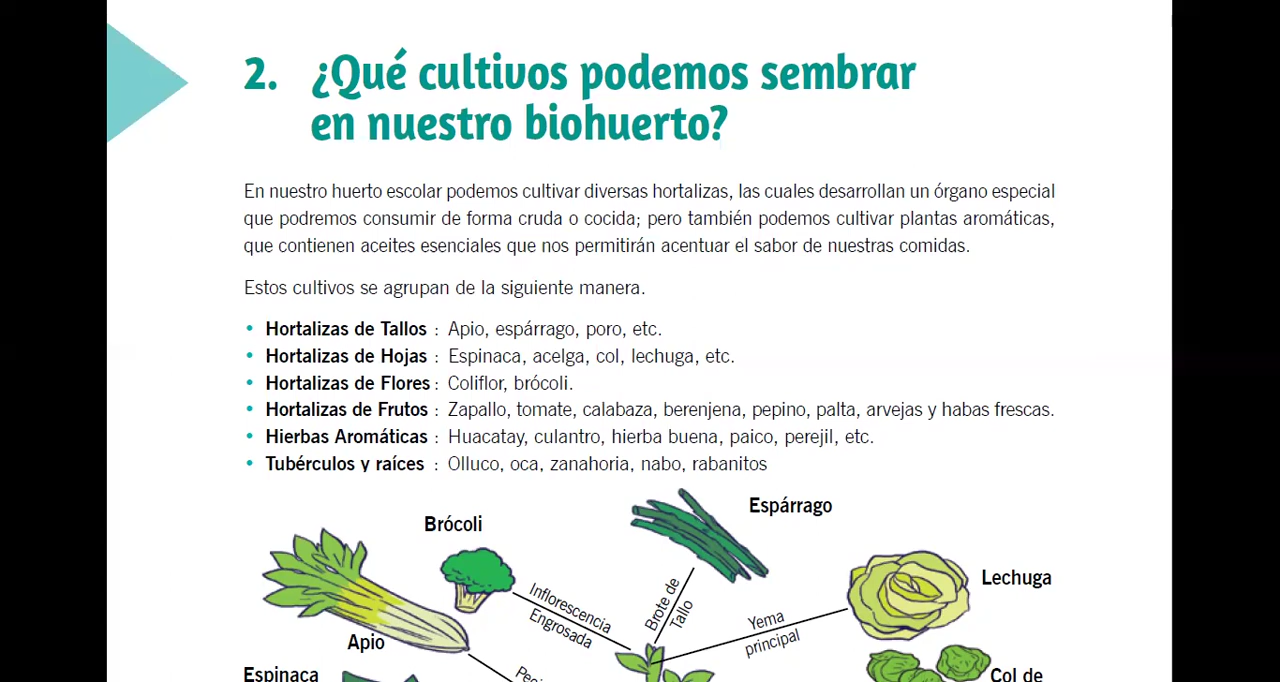 2. ¿Qué cultivos podemos sembrar
en nuestro biohuerto?
En nuestro huerto escolar podemos cultivar diversas hortalizas, las cuales desarrollan un órgano especial
que podremos consumir de forma cruda o cocida; pero también podemos cultivar plantas aromáticas,
que contienen aceites esenciales que nos permitirán acentuar el sabor de nuestras comidas.
Estos cultivos se agrupan de la siguiente manera.
• Hortalizas de Tallos : Apio, espárrago, poro, etc.
• Hortalizas de Hojas : Espinaca, acelga, col, lechuga, etc.
• Hortalizas de Flores : Coliflor, brócoli.
• Hortalizas de Frutos : Zapallo, tomate, calabaza, berenjena, pepino, palta, arvejas y habas frescas.
• Hierbas Aromáticas : Huacatay, culantro, hierba buena, paico, perejil, etc.
• Tubérculos y raíces : Olluco, oca, zanahoria, nabo, rabanitos
Espárrago
Brócoli
Lechuga
Inflorescencia
Engrosada
Brote de
Tallo
Yema
principal
Apio
Espinaca
Col de